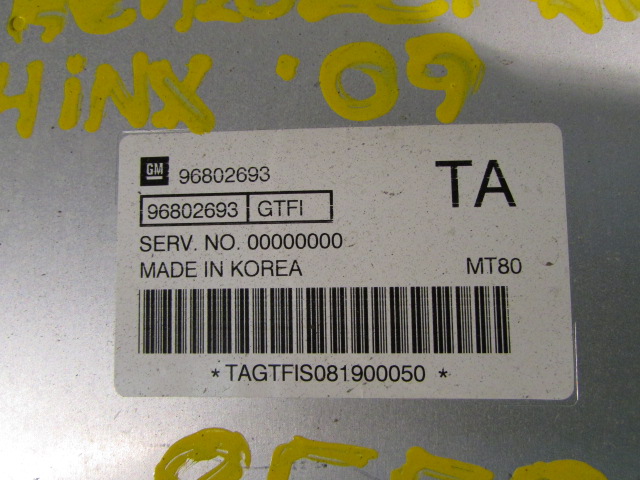 HINX '09
GM 96802693
TA
96802693 GTFI
SERV. NO. 00000000
MADE IN KOREA MT80
*TAGTFIS081900050 *